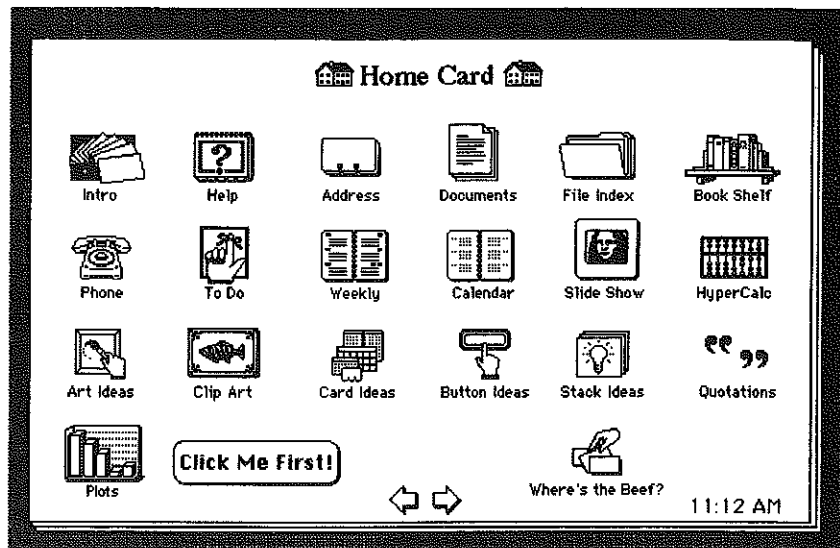 Home Card
Intro Help Address Documents File Index Book Shelf
Phone To Do Weekly Calendar Slide Show HyperCalc
Art Ideas Clip Art Card Ideas Button Ideas Stack Ideas Quotations
Plots Click Me First! Where's the Beef? 11:12 AM